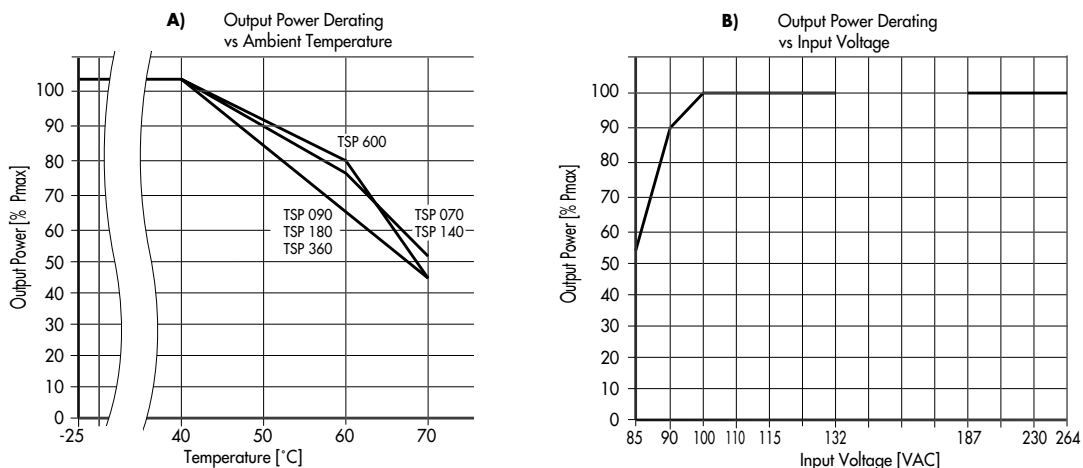 A) Output Power Derating
vs Ambient Temperature
Output Power [% Pmax]
100
90
80
70
60
50
40
30
20
10
0
-25 40 50 60 70
Temperature [˚C]
TSP 600
TSP 090
TSP 180
TSP 360
TSP 070
TSP 140
B) Output Power Derating
vs Input Voltage
Output Power [% Pmax]
100
90
80
70
60
50
40
30
20
10
0
85 90 100 110 115 132 187 230 264
Input Voltage [VAC]